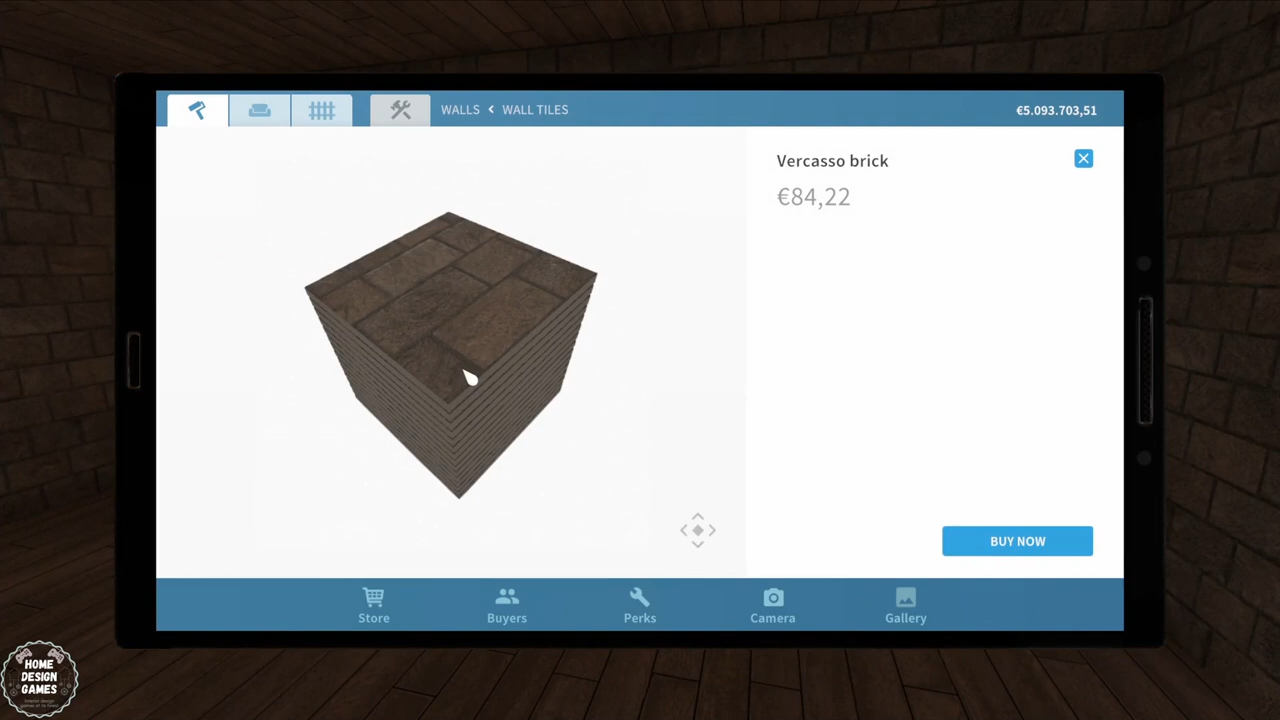 WALLS < WALL TILES
€5.093.703,51
Vercasso brick
€84,22
BUY NOW
Store
Buyers
Perks
Camera
Gallery
HOME
DESIGN
GAMES